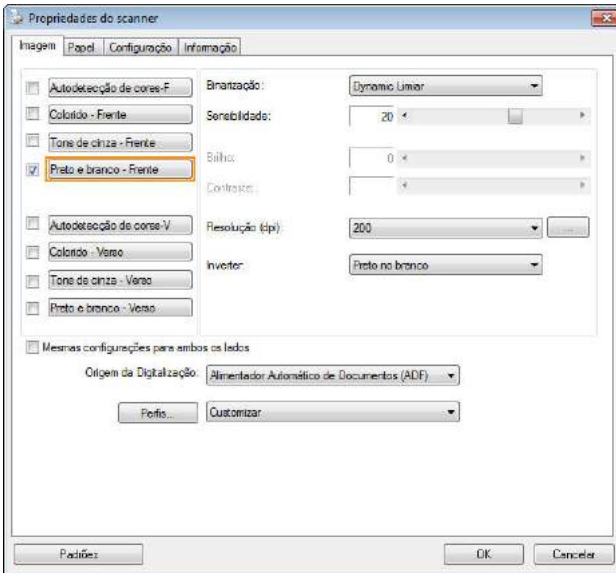 Propriedades do scanner
Imagem Papel Configuração Informação
Autodetecção de cores-F
Colorido - Frente
Tons de cinza - Frente
Preto e branco - Frente
Autodetecção de cores-V
Colorido - Verso
Tons de cinza - Verso
Preto e branco - Verso
Binarização: Dynamic Limiar
Sensibilidade: 20
Brilho: 0
Contraste:
Resolução (dpi): 200 ...
Inverter: Preto no branco
Mesmas configurações para ambos os lados
Origem da Digitalização: Alimentador Automático de Documentos (ADF)
Perfis... Customizar
Padrões OK Cancelar